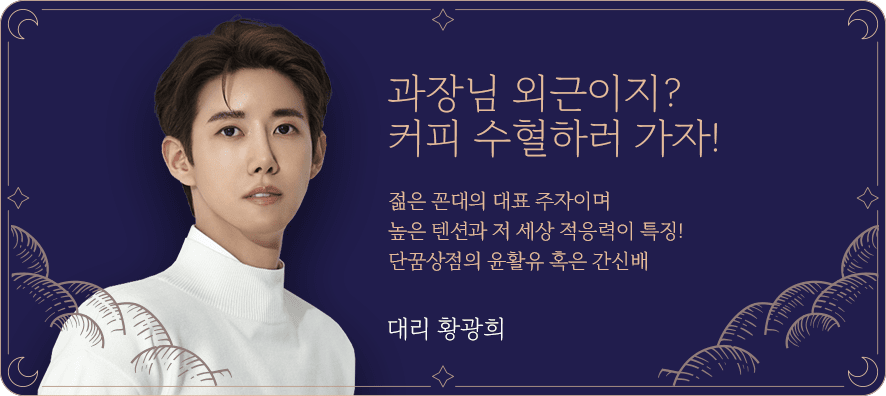 과장님 외근이지?
커피 수혈하러 가자!
젊은 꼰대의 대표 주자이며
높은 텐션과 저 세상 적응력이 특징!
단꿈상점의 윤활유 혹은 간신배
대리 황광희